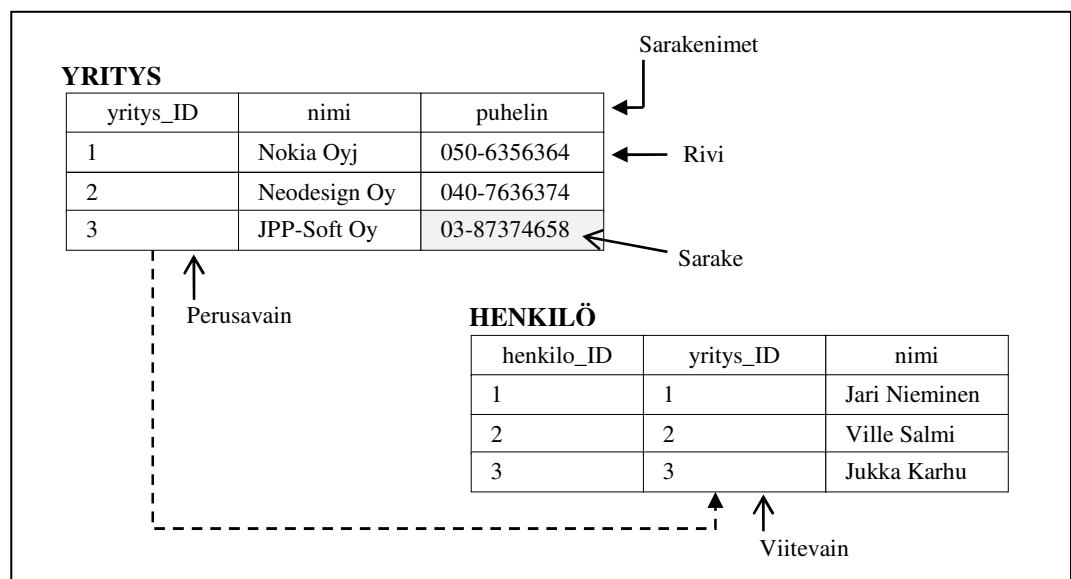 Sarakenimet
YRITYS
yritys_ID nimi puhelin
1 Nokia Oyj 050-6356364
Rivi
2 Neodesign Oy 040-7636374
3 JPP-Soft Oy 03-87374658
Sarake
Perusavain
HENKILÖ
henkilo_ID yritys_ID nimi
1 1 Jari Nieminen
2 2 Ville Salmi
3 3 Jukka Karhu
Viitevain